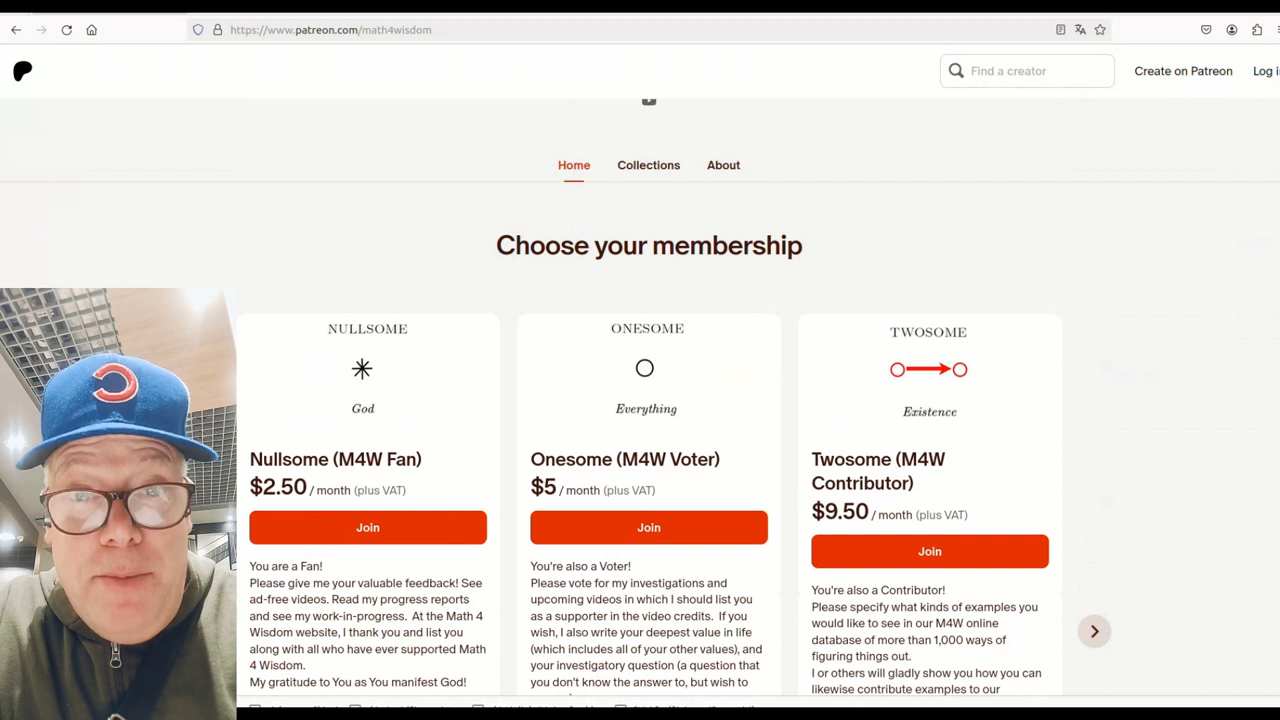 https://www.patreon.com/math4wisdom
Find a creator
Create on Patreon
Log i
Home
Collections
About
Choose your membership
NULLSOME
God
Nullsome (M4W Fan)
$2.50 / month (plus VAT)
Join
You are a Fan!
Please give me your valuable feedback! See
ad-free videos. Read my progress reports
and see my work-in-progress. At the Math 4
Wisdom website, I thank you and list you
along with all who have ever supported Math
4 Wisdom.
My gratitude to You as You manifest God!
ONESOME
Everything
Onesome (M4W Voter)
$5 / month (plus VAT)
Join
You're also a Voter!
Please vote for my investigations and
upcoming videos in which I should list you
as a supporter in the video credits. If you
wish, I also write your deepest value in life
(which includes all of your other values), and
your investigatory question (a question that
you don't know the answer to, but wish to
TWOSOME
Existence
Twosome (M4W
Contributor)
$9.50 / month (plus VAT)
Join
You're also a Contributor!
Please specify what kinds of examples you
would like to see in our M4W online
database of more than 1,000 ways of
figuring things out.
I or others will gladly show you how you can
likewise contribute examples to our